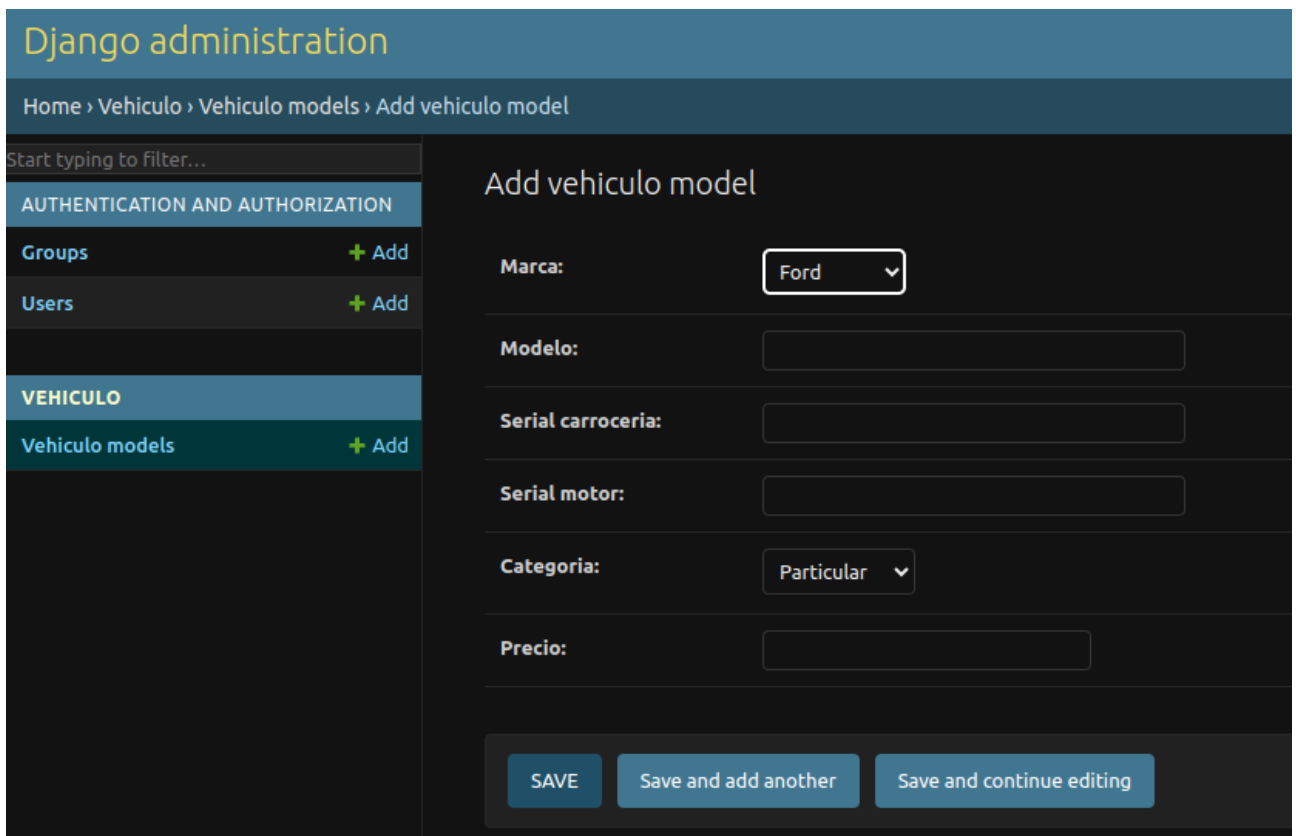 Django administration
Home › Vehiculo › Vehiculo models › Add vehiculo model
Start typing to filter...
AUTHENTICATION AND AUTHORIZATION
Groups + Add
Users + Add
VEHICULO
Vehiculo models + Add
Add vehiculo model
Marca: Ford
Modelo:
Serial carroceria:
Serial motor:
Categoria: Particular
Precio:
SAVE Save and add another Save and continue editing